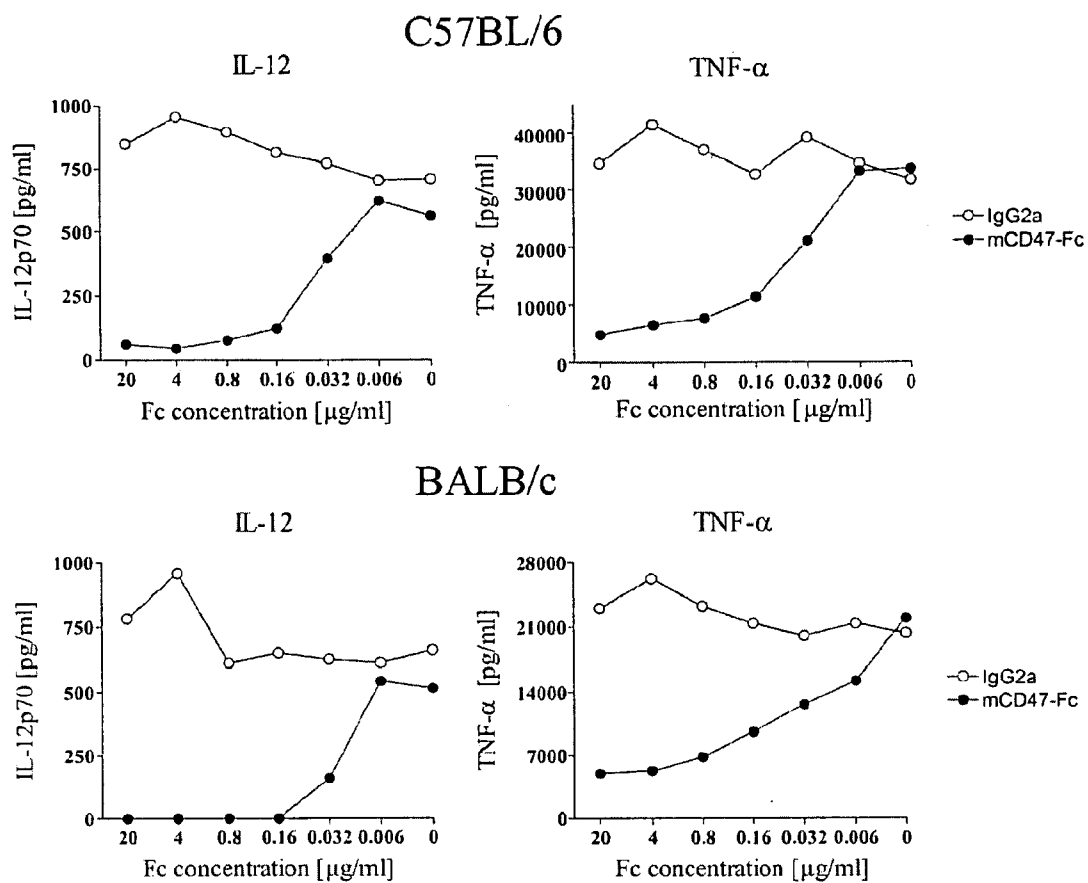 C57BL/6
IL-12
TNF-α
IL-12p70 [pg/ml]
1000
750
500
250
0
20 4 0.8 0.16 0.032 0.006 0
Fc concentration [μg/ml]
TNF-α [pg/ml]
40000
30000
20000
10000
0
20 4 0.8 0.16 0.032 0.006 0
Fc concentration [μg/ml]
IgG2a
mCD47-Fc
BALB/c
IL-12
TNF-α
IL-12p70 [pg/ml]
1000
750
500
250
0
20 4 0.8 0.16 0.032 0.006 0
Fc concentration [μg/ml]
TNF-α [pg/ml]
28000
21000
14000
7000
0
20 4 0.8 0.16 0.032 0.006 0
Fc concentration [μg/ml]
IgG2a
mCD47-Fc